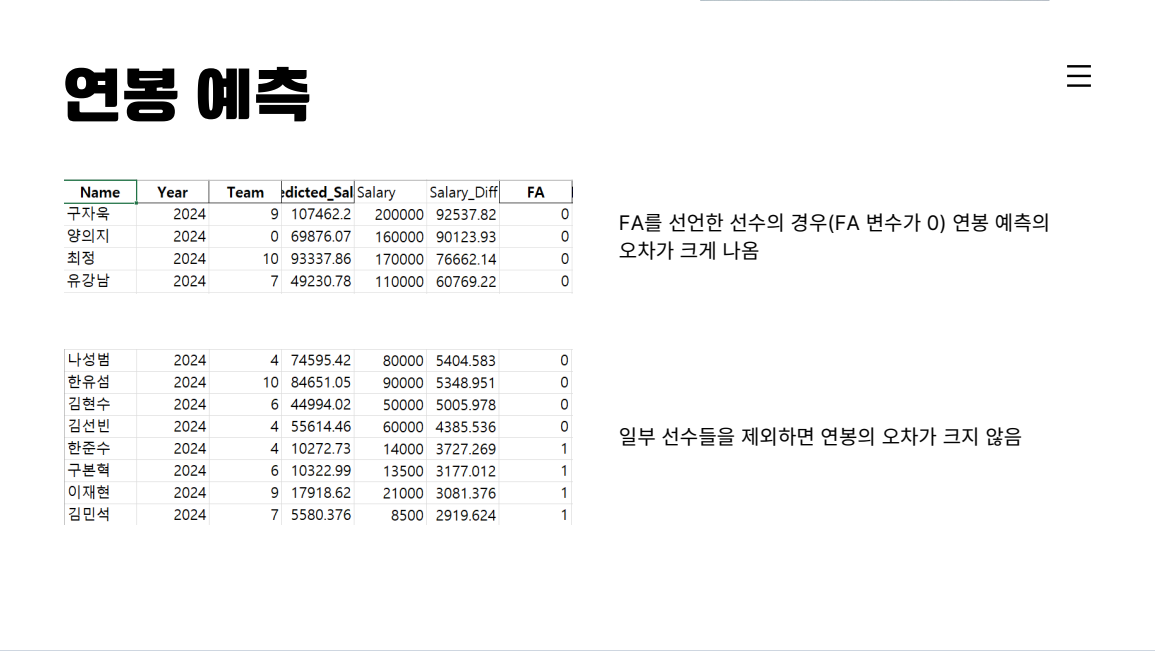 연봉 예측
Name Year Team edicted_Sal Salary Salary_Diff FA
구자욱 2024 9 107462.2 200000 92537.82 0
양의지 2024 0 69876.07 160000 90123.93 0
최정 2024 10 93337.86 170000 76662.14 0
유강남 2024 7 49230.78 110000 60769.22 0
FA를 선언한 선수의 경우(FA 변수가 0) 연봉 예측의
오차가 크게 나옴
나성범 2024 4 74595.42 80000 5404.583 0
한유섬 2024 10 84651.05 90000 5348.951 0
김현수 2024 6 44994.02 50000 5005.978 0
김선빈 2024 4 55614.46 60000 4385.536 0
한준수 2024 4 10272.73 14000 3727.269 1
구본혁 2024 6 10322.99 13500 3177.012 1
이재현 2024 9 17918.62 21000 3081.376 1
김민석 2024 7 5580.376 8500 2919.624 1
일부 선수들을 제외하면 연봉의 오차가 크지 않음